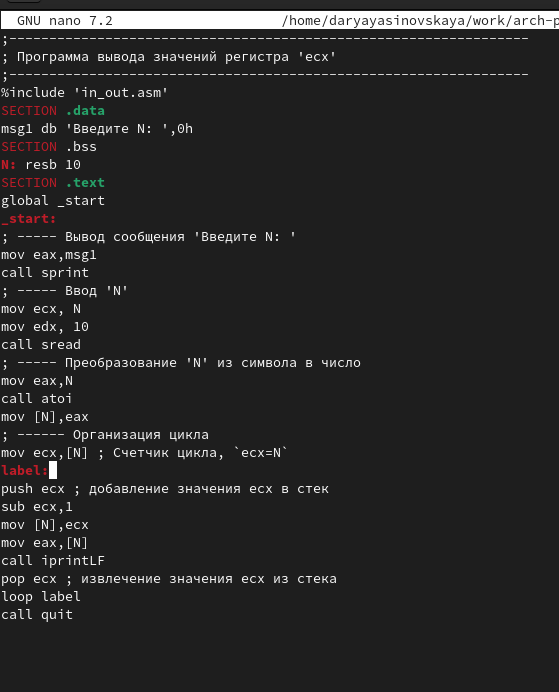 GNU nano 7.2 /home/daryayasinovskaya/work/arch-p
;-----------------------------------------------------------------
; Программа вывода значений регистра 'ecx'
;-----------------------------------------------------------------
%include 'in_out.asm'
SECTION .data
msg1 db 'Введите N: ',0h
SECTION .bss
N: resb 10
SECTION .text
global _start
_start:
; ----- Вывод сообщения 'Введите N: '
mov eax,msg1
call sprint
; ----- Ввод 'N'
mov ecx, N
mov edx, 10
call sread
; ----- Преобразование 'N' из символа в число
mov eax,N
call atoi
mov [N],eax
; ------ Организация цикла
mov ecx,[N] ; Счетчик цикла, `ecx=N`
label:
push ecx ; добавление значения ecx в стек
sub ecx,1
mov [N],ecx
mov eax,[N]
call iprintLF
pop ecx ; извлечение значения ecx из стека
loop label
call quit